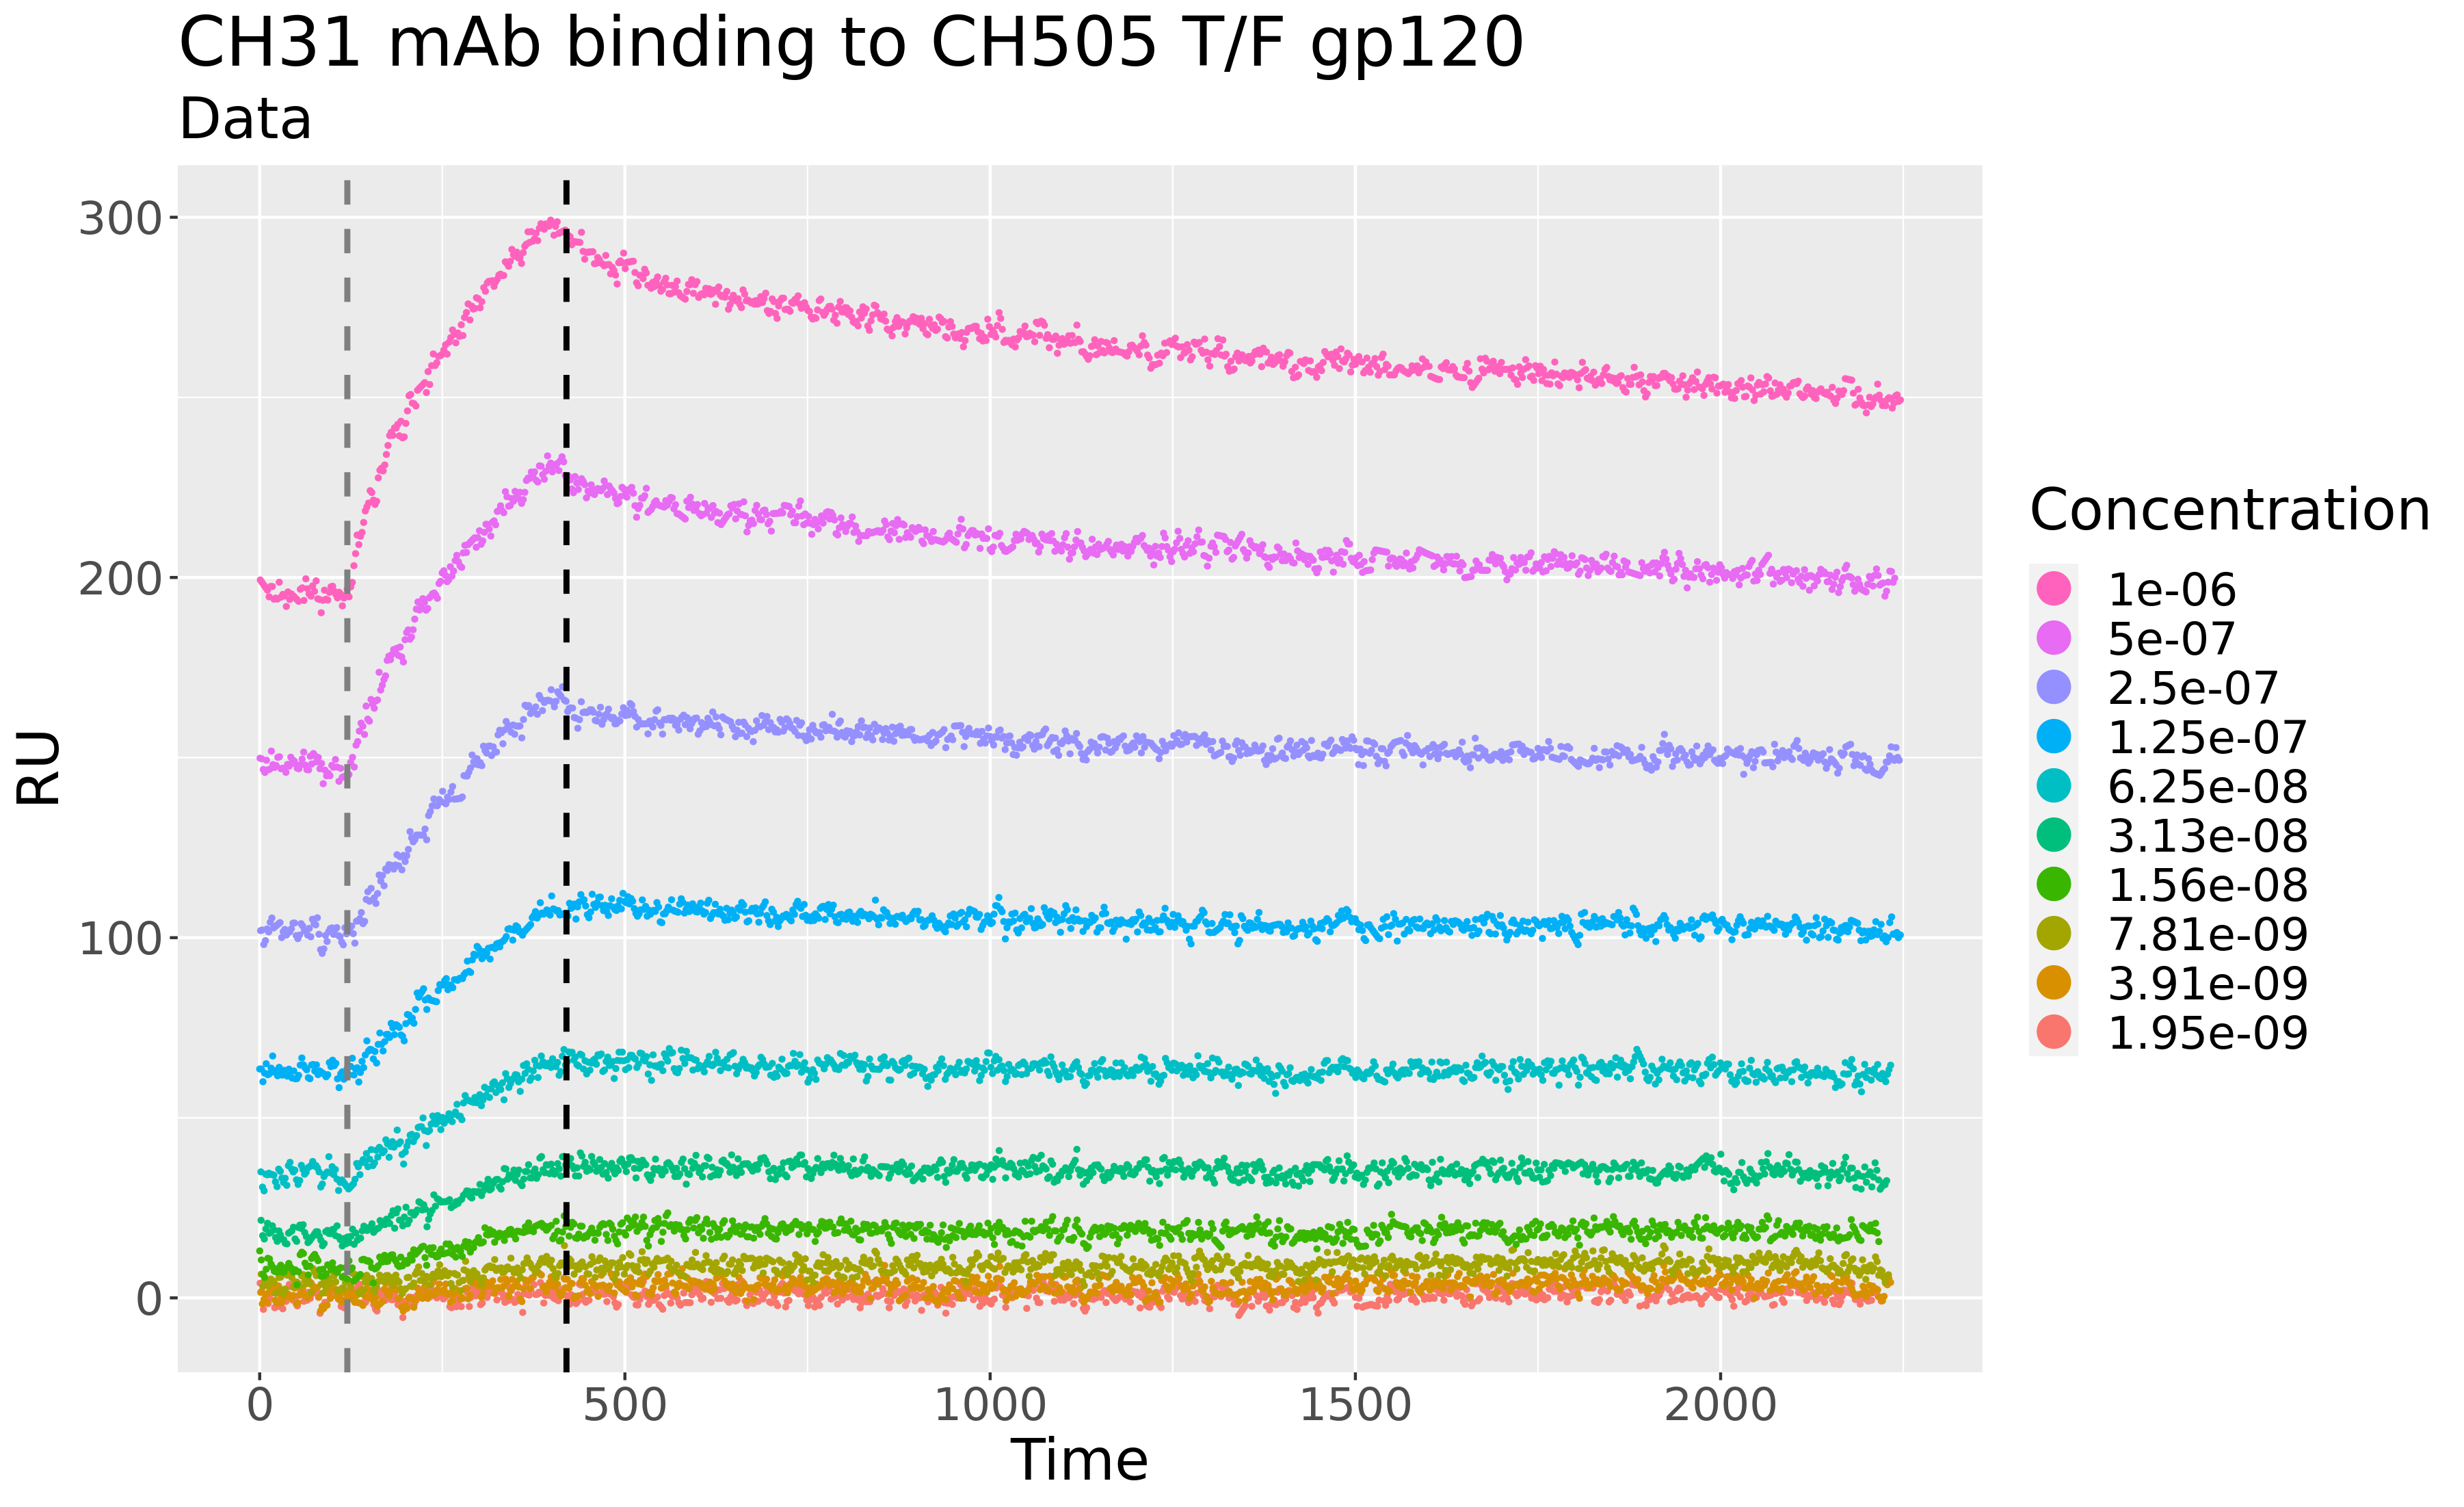 CH31 mAb binding to CH505 T/F gp120
Data
300
200
100
0
RU
0 500 1000 1500 2000
Time
Concentration
1e-06
5e-07
2.5e-07
1.25e-07
6.25e-08
3.13e-08
1.56e-08
7.81e-09
3.91e-09
1.95e-09